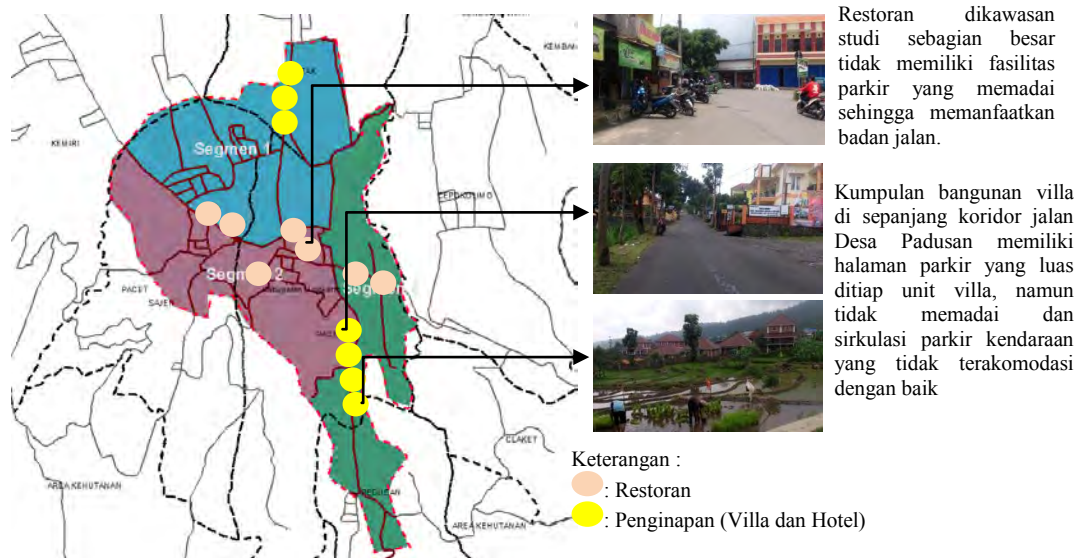 Restoran dikawasan
studi sebagian besar
tidak memiliki fasilitas
parkir yang memadai
sehingga memanfaatkan
badan jalan.
Kumpulan bangunan villa
di sepanjang koridor jalan
Desa Padusan memiliki
halaman parkir yang luas
ditiap unit villa, namun
tidak memadai dan
sirkulasi parkir kendaraan
yang tidak terakomodasi
dengan baik
KEMIRI
Segmen 1
PACET
SAJEN
CLAKET
AREA KEHUTANAN
AREA KEHUTANAN
Keterangan :
: Restoran
: Penginapan (Villa dan Hotel)